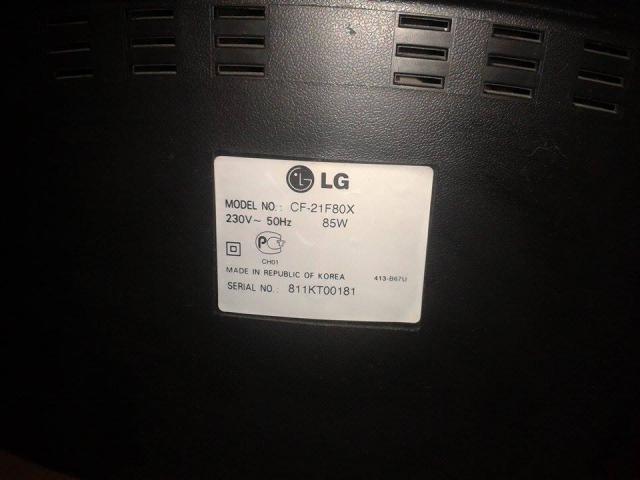 LG
MODEL NO.: CF-21F80X
230V~ 50Hz 85W
PC
CH01
MADE IN REPUBLIC OF KOREA 413-B67U
SERIAL NO.: 811KT00181